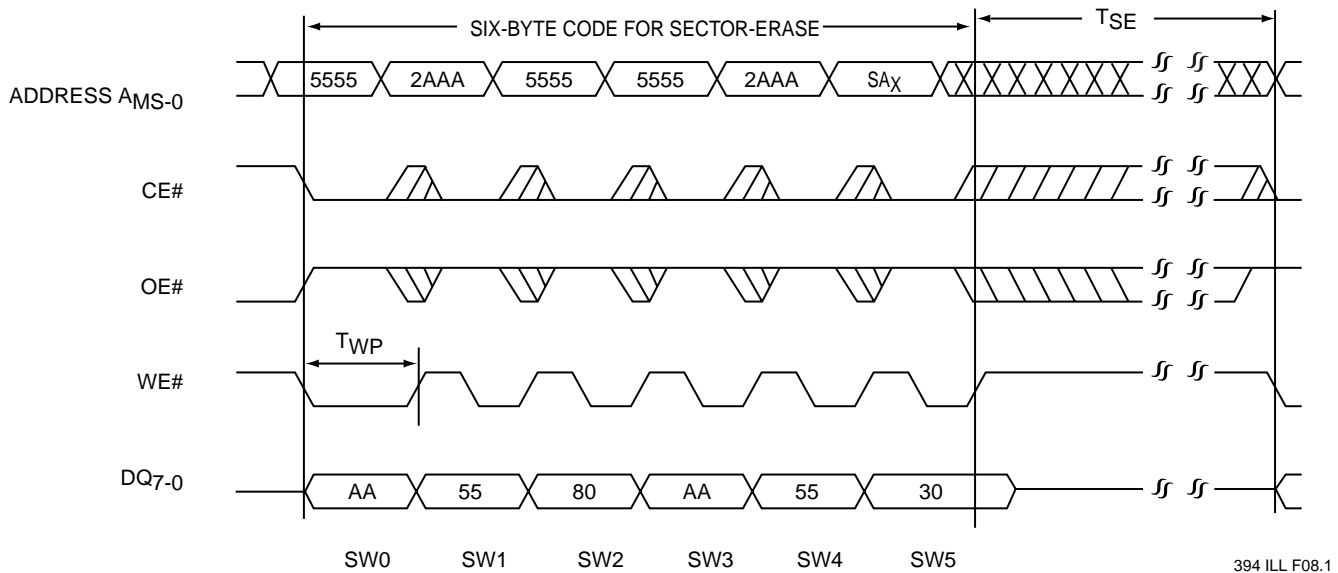 SIX-BYTE CODE FOR SECTOR-ERASE
TSE
ADDRESS AMS-0
5555 2AAA 5555 5555 2AAA SAX
CE#
OE#
TWP
WE#
DQ7-0
AA 55 80 AA 55 30
SW0 SW1 SW2 SW3 SW4 SW5
394 ILL F08.1